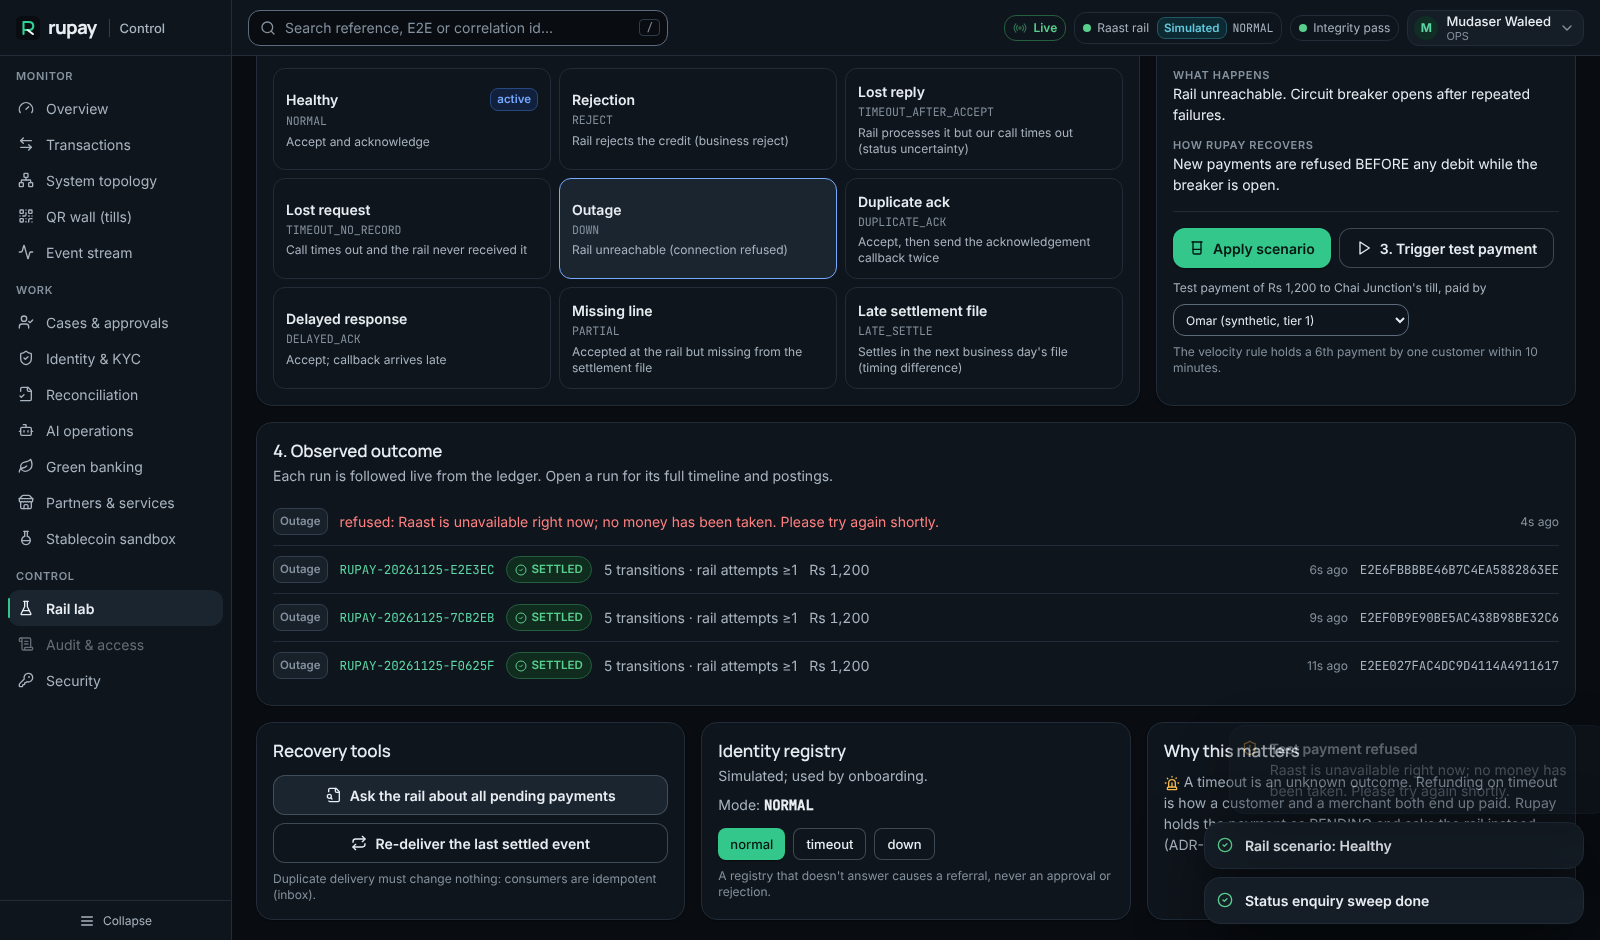 rupay
Control
Search reference, E2E or correlation id...
/
Live
Raast rail
Simulated
NORMAL
Integrity pass
M
Mudaser Waleed
OPS
MONITOR
Overview
Transactions
System topology
QR wall (tills)
Event stream
WORK
Cases & approvals
Identity & KYC
Reconciliation
AI operations
Green banking
Partners & services
Stablecoin sandbox
CONTROL
Rail lab
Audit & access
Security
Collapse
Healthy
active
NORMAL
Accept and acknowledge
Rejection
REJECT
Rail rejects the credit (business reject)
Lost reply
TIMEOUT_AFTER_ACCEPT
Rail processes it but our call times out
(status uncertainty)
Lost request
TIMEOUT_NO_RECORD
Call times out and the rail never received it
Outage
DOWN
Rail unreachable (connection refused)
Duplicate ack
DUPLICATE_ACK
Accept, then send the acknowledgement
callback twice
Delayed response
DELAYED_ACK
Accept; callback arrives late
Missing line
PARTIAL
Accepted at the rail but missing from the
settlement file
Late settlement file
LATE_SETTLE
Settles in the next business day's file
(timing difference)
WHAT HAPPENS
Rail unreachable. Circuit breaker opens after repeated
failures.
HOW RUPAY RECOVERS
New payments are refused BEFORE any debit while the
breaker is open.
Apply scenario
3. Trigger test payment
Test payment of Rs 1,200 to Chai Junction's till, paid by
Omar (synthetic, tier 1)
The velocity rule holds a 6th payment by one customer within 10
minutes.
4. Observed outcome
Each run is followed live from the ledger. Open a run for its full timeline and postings.
Outage refused: Raast is unavailable right now; no money has been taken. Please try again shortly. 4s ago
Outage RUPAY-20261125-E2E3EC SETTLED 5 transitions · rail attempts ≥1 Rs 1,200 6s ago E2E6FBBBBE46B7C4EA5882863EE
Outage RUPAY-20261125-7CB2EB SETTLED 5 transitions · rail attempts ≥1 Rs 1,200 9s ago E2EF0B9E90BE5AC438B98BE32C6
Outage RUPAY-20261125-F0625F SETTLED 5 transitions · rail attempts ≥1 Rs 1,200 11s ago E2EE027FAC4DC9D4114A4911617
Recovery tools
Ask the rail about all pending payments
Re-deliver the last settled event
Duplicate delivery must change nothing: consumers are idempotent
(inbox).
Identity registry
Simulated; used by onboarding.
Mode: NORMAL
normal
timeout
down
A registry that doesn't answer causes a referral, never an approval or
rejection.
Why this matters
A timeout is an unknown outcome. Refunding on timeout
is how a customer and a merchant both end up paid. Rupay
holds the payment as PENDING and asks the rail instead
(ADR-
Test payment refused
Raast is unavailable right now; no money has
been taken. Please try again shortly.
Rail scenario: Healthy
Status enquiry sweep done